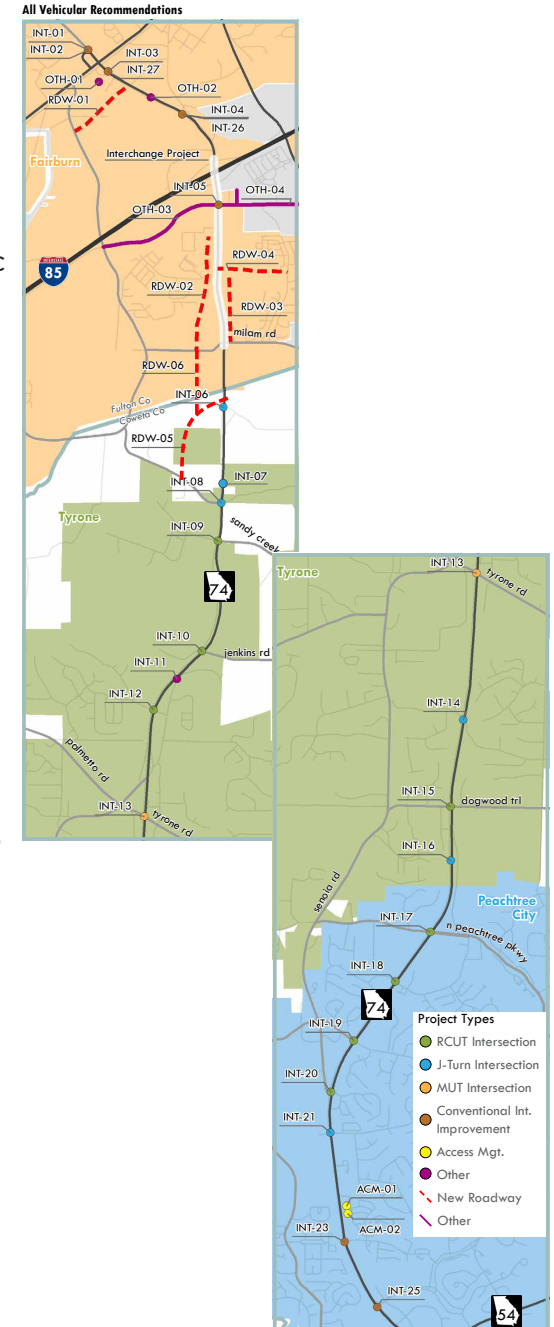 All Vehicular Recommendations
INT-01
INT-02
INT-03
INT-27
OTH-01
OTH-02
RDW-01
INT-04
INT-26
Interchange Project
Fairburn
INT-05
OTH-04
OTH-03
C
85
RDW-04
RDW-02
RDW-03
milam rd
RDW-06
INT-06
Fulton Co
Coweta Co
RDW-05
INT-07
INT-08
Tyrone
INT-09
sandy creek
74
INT-10
jenkins rd
INT-11
INT-12
palmetto rd
INT-13
tyrone rd
INT-13
Tyrone
tyrone rd
INT-14
INT-15
dogwood trl
INT-16
senoia rd
Peachtree
City
INT-17
n peachtree pkwy
INT-18
74
INT-19
INT-20
INT-21
ACM-01
ACM-02
INT-23
INT-25
54
Project Types
RCUT Intersection
J-Turn Intersection
MUT Intersection
Conventional Int.
Improvement
Access Mgt.
Other
New Roadway
Other